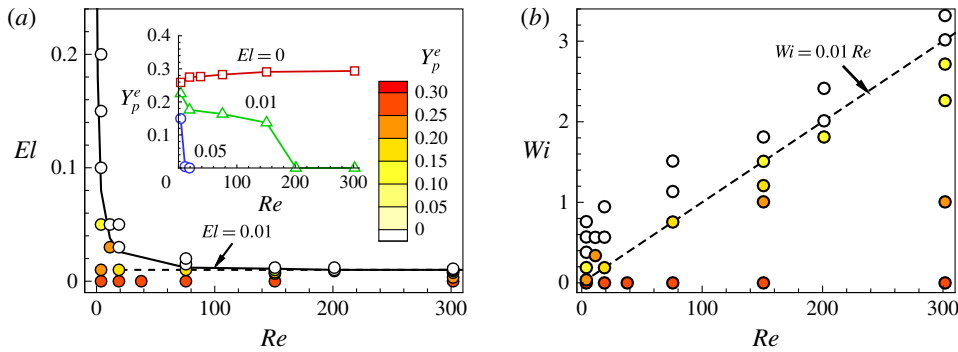 (a)
0.2
0.1
0
El
0 100 200 300
Re
El = 0.01
0.4
0.3
0.2
0.1
Y_p^e
El = 0
0.01
0.05
0 100 200 300
Re
Y_p^e
0.30
0.25
0.20
0.15
0.10
0.05
0
(b)
3
2
1
0
Wi
Wi = 0.01 Re
0 100 200 300
Re